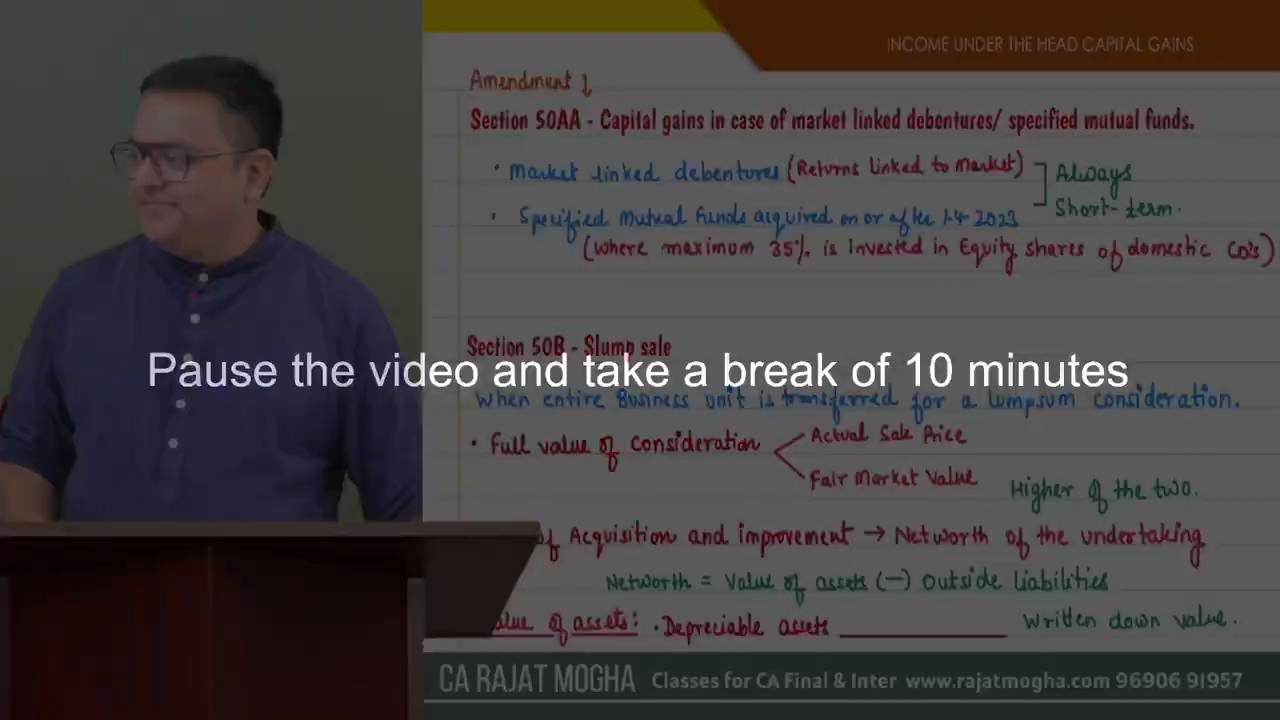 INCOME UNDER THE HEAD CAPITAL GAINS
Amendment
Section 50AA - Capital gains in case of market linked debentures/ specified mutual funds.
• Market linked debentures (Returns linked to market)
• Specified Mutual Funds acquired on or after 1-4-2023
Always
Short-term.
(where maximum 35% is invested in Equity shares of domestic Co's)
Section 50B - Slump sale
Pause the video and take a break of 10 minutes
When entire Business unit is transferred for a lumpsum consideration.
• Full value of consideration
Actual Sale Price
Fair Market Value
Higher of the two.
of Acquisition and improvement → Networth of the undertaking
Networth = Value of assets (-) Outside liabilities
alue of assets: • Depreciable assets ______ Written down value.
CA RAJAT MOGHA Classes for CA Final & Inter www.rajatmogha.com 96906 91957